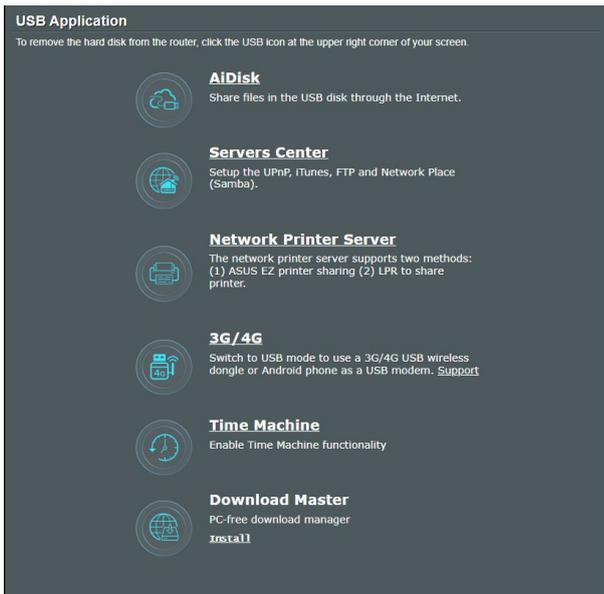 USB Application
To remove the hard disk from the router, click the USB icon at the upper right corner of your screen.
AiDisk
Share files in the USB disk through the Internet.
Servers Center
Setup the UPnP, iTunes, FTP and Network Place
(Samba).
Network Printer Server
The network printer server supports two methods:
(1) ASUS EZ printer sharing (2) LPR to share
printer.
3G/4G
4G
Switch to USB mode to use a 3G/4G USB wireless
dongle or Android phone as a USB modem. Support
Time Machine
Enable Time Machine functionality
Download Master
PC-free download manager
Install